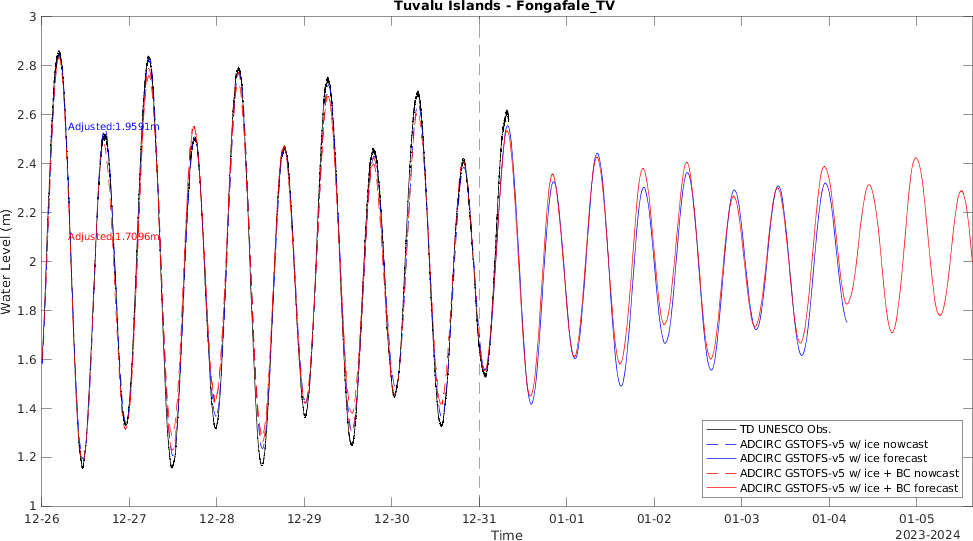 Tuvalu Islands - Fongafale_TV
3
2.8
2.6
2.4
2.2
2
1.8
1.6
1.4
1.2
1
Water Level (m)
Adjusted:1.9591m
Adjusted:1.7096m
TD UNESCO Obs.
ADCIRC GSTOFS-v5 w/ ice nowcast
ADCIRC GSTOFS-v5 w/ ice forecast
ADCIRC GSTOFS-v5 w/ ice + BC nowcast
ADCIRC GSTOFS-v5 w/ ice + BC forecast
12-26 12-27 12-28 12-29 12-30 12-31 01-01 01-02 01-03 01-04 01-05
Time
2023-2024